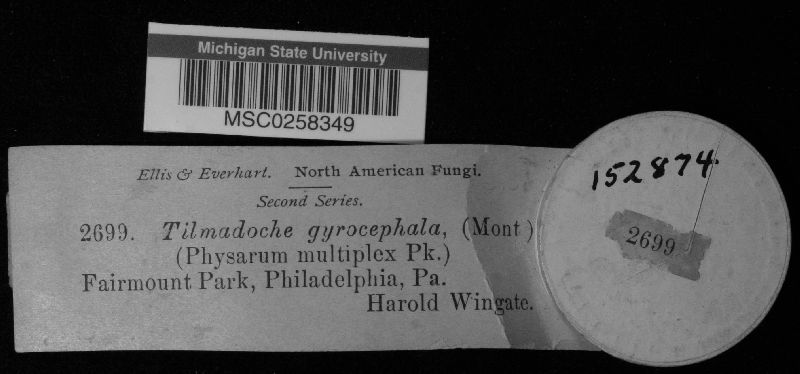 Michigan State University
MSC0258349
Ellis & Everhart. North American Fungi.
Second Series.
2699. Tilmadoche gyrocephala, (Mont)
(Physarum multiplex Pk.)
Fairmount Park, Philadelphia, Pa.
Harold Wingate.
152874.
2699